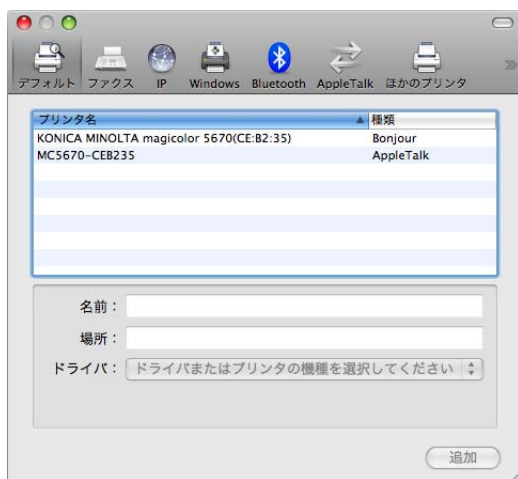 デフォルト ファクス IP Windows Bluetooth AppleTalk ほかのプリンタ
プリンタ名 種類
KONICA MINOLTA magicolor 5670(CE:B2:35) Bonjour
MC5670-CEB235 AppleTalk
名前：
場所：
ドライバ： ドライバまたはプリンタの機種を選択してください
追加